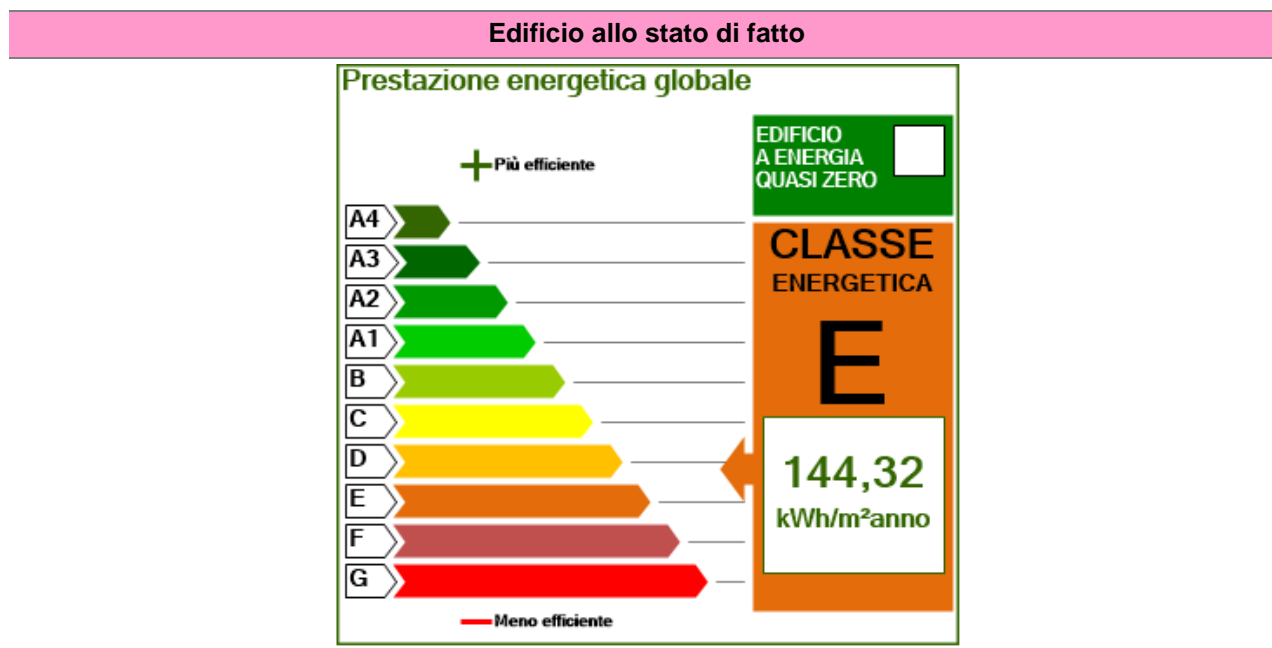 Edificio allo stato di fatto
Prestazione energetica globale
Più efficiente
EDIFICIO
A ENERGIA
QUASI ZERO
A4
A3
A2
A1
B
C
D
E
F
G
Meno efficiente
CLASSE
ENERGETICA
E
144,32
kWh/m²anno